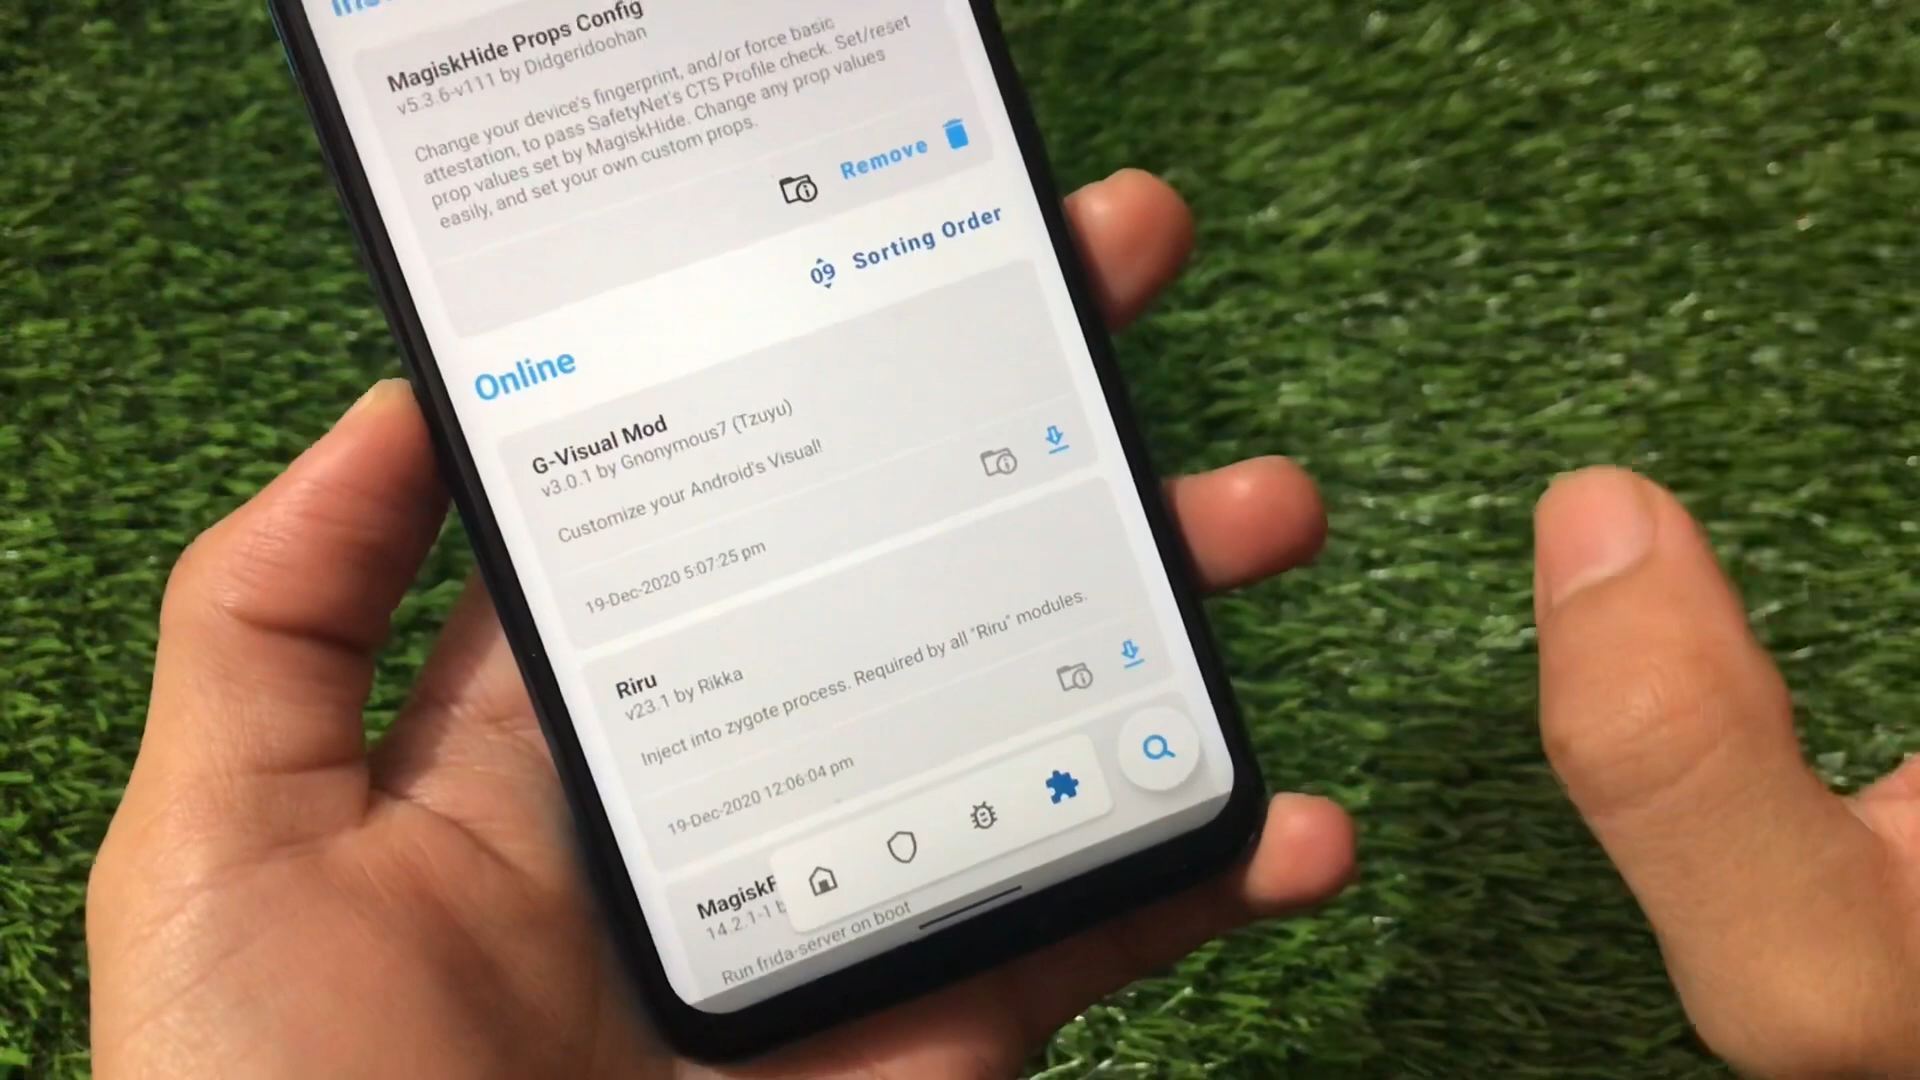 MagiskHide Props Config
v5.3.6-v111 by Didgeridoohan
Change your device's fingerprint, and/or force basic
attestation, to pass SafetyNet's CTS Profile check. Set/reset
prop values set by MagiskHide. Change any prop values
easily, and set your own custom props.
Remove
09 Sorting Order
Online
G-Visual Mod
v3.0.1 by Gnonymous7 (Tzuyu)
Customize your Android's Visual!
19-Dec-2020 5:07:25 pm
Riru
v23.1 by Rikka
Inject into zygote process. Required by all "Riru" modules.
19-Dec-2020 12:06:04 pm
MagiskF
14.2.1-1 b
Run frida-server on boot